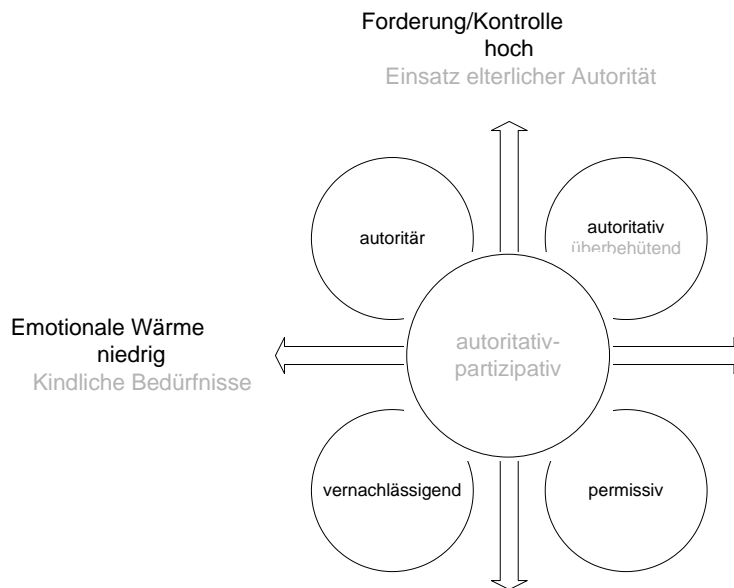 Forderung/Kontrolle
hoch
Einsatz elterlicher Autorität
autoritär
autoritativ
überbehütend
Emotionale Wärme
niedrig
Kindliche Bedürfnisse
autoritativ-
partizipativ
vernachlässigend
permissiv